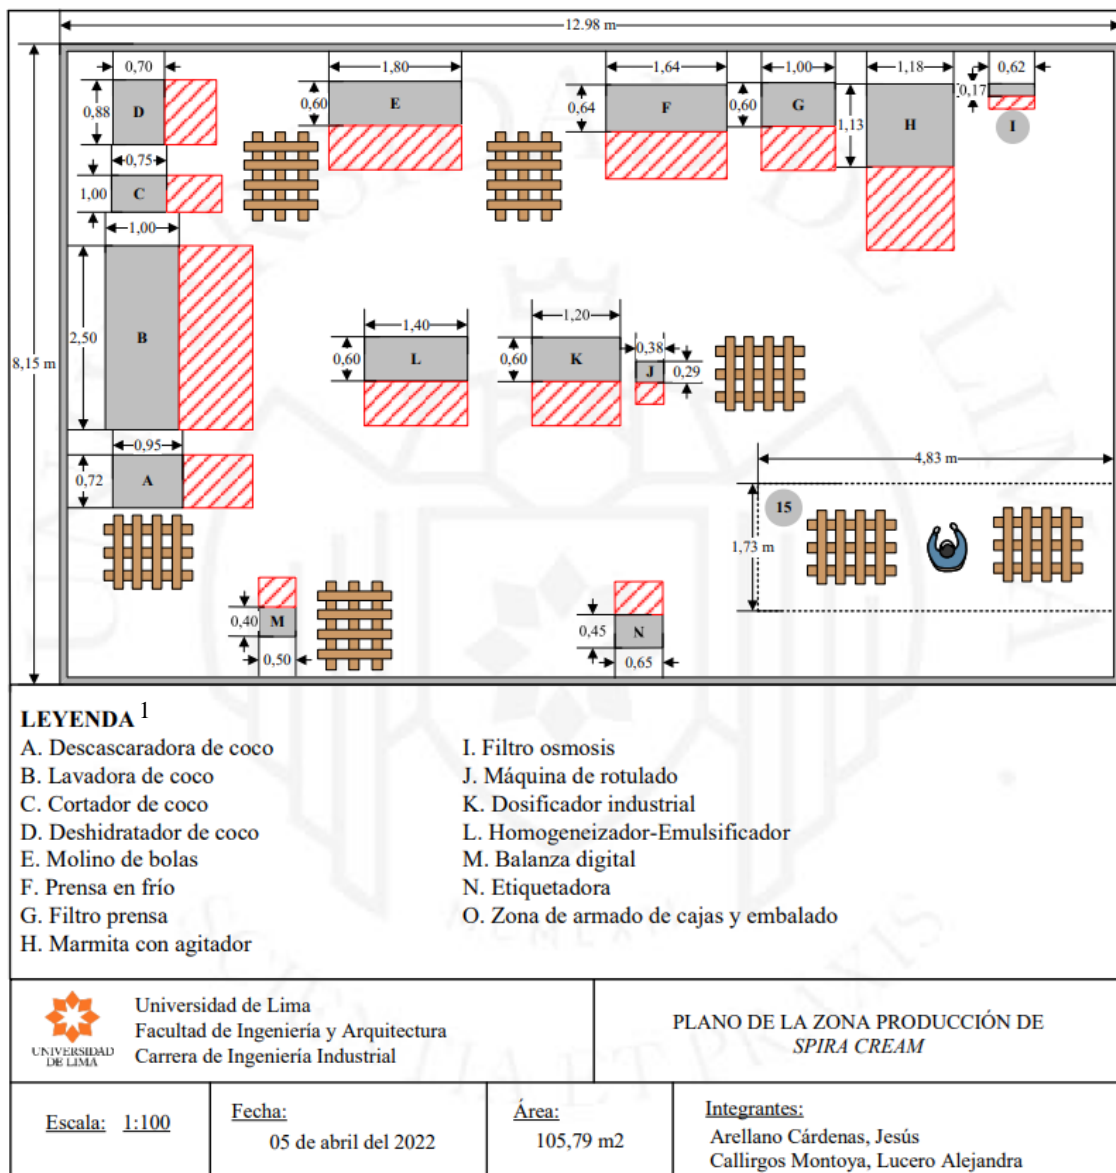 12.98 m
0,70
1,80
1,64
1,00
1,18
0,62
0,17
0,88
D
0,60
E
0,64
F
0,60
G
1,13
H
I
0,75
1,00
C
1,00
8,15 m
2,50
B
1,40
0,60
L
1,20
0,60
K
0,38
J
0,29
0,95
0,72
A
4,83 m
15
1,73 m
0,40
M
0,50
0,45
N
0,65
LEYENDA 1
A. Descascaradora de coco
B. Lavadora de coco
C. Cortador de coco
D. Deshidratador de coco
E. Molino de bolas
F. Prensa en frío
G. Filtro prensa
H. Marmita con agitador
I. Filtro osmosis
J. Máquina de rotulado
K. Dosificador industrial
L. Homogeneizador-Emulsificador
M. Balanza digital
N. Etiquetadora
O. Zona de armado de cajas y embalado
UNIVERSIDAD
DE LIMA
Universidad de Lima
Facultad de Ingeniería y Arquitectura
Carrera de Ingeniería Industrial
PLANO DE LA ZONA PRODUCCIÓN DE
SPIRA CREAM
Escala: 1:100
Fecha:
05 de abril del 2022
Área:
105,79 m2
Integrantes:
Arellano Cárdenas, Jesús
Callirgos Montoya, Lucero Alejandra
SCIENTIA ET PRAXIS